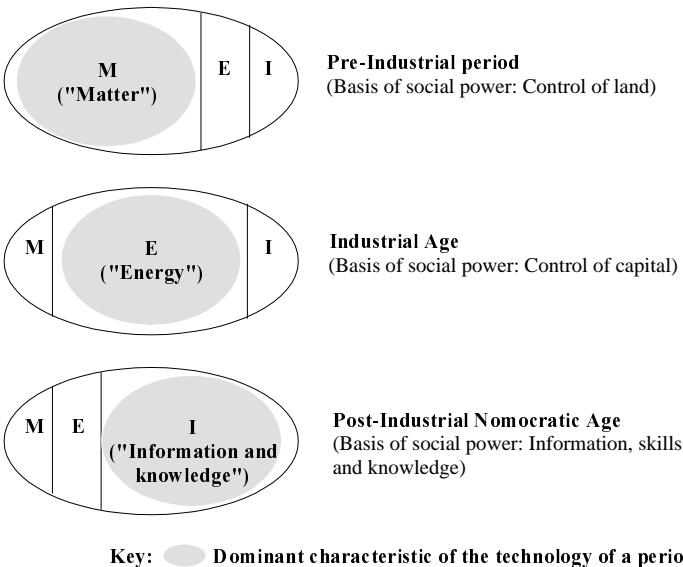 M
("Matter")
E
I
Pre-Industrial period
(Basis of social power: Control of land)
M
E
("Energy")
I
Industrial Age
(Basis of social power: Control of capital)
M
E
I
("Information and
knowledge")
Post-Industrial Nomocratic Age
(Basis of social power: Information, skills
and knowledge)
Key: Dominant characteristic of the technology of a perio